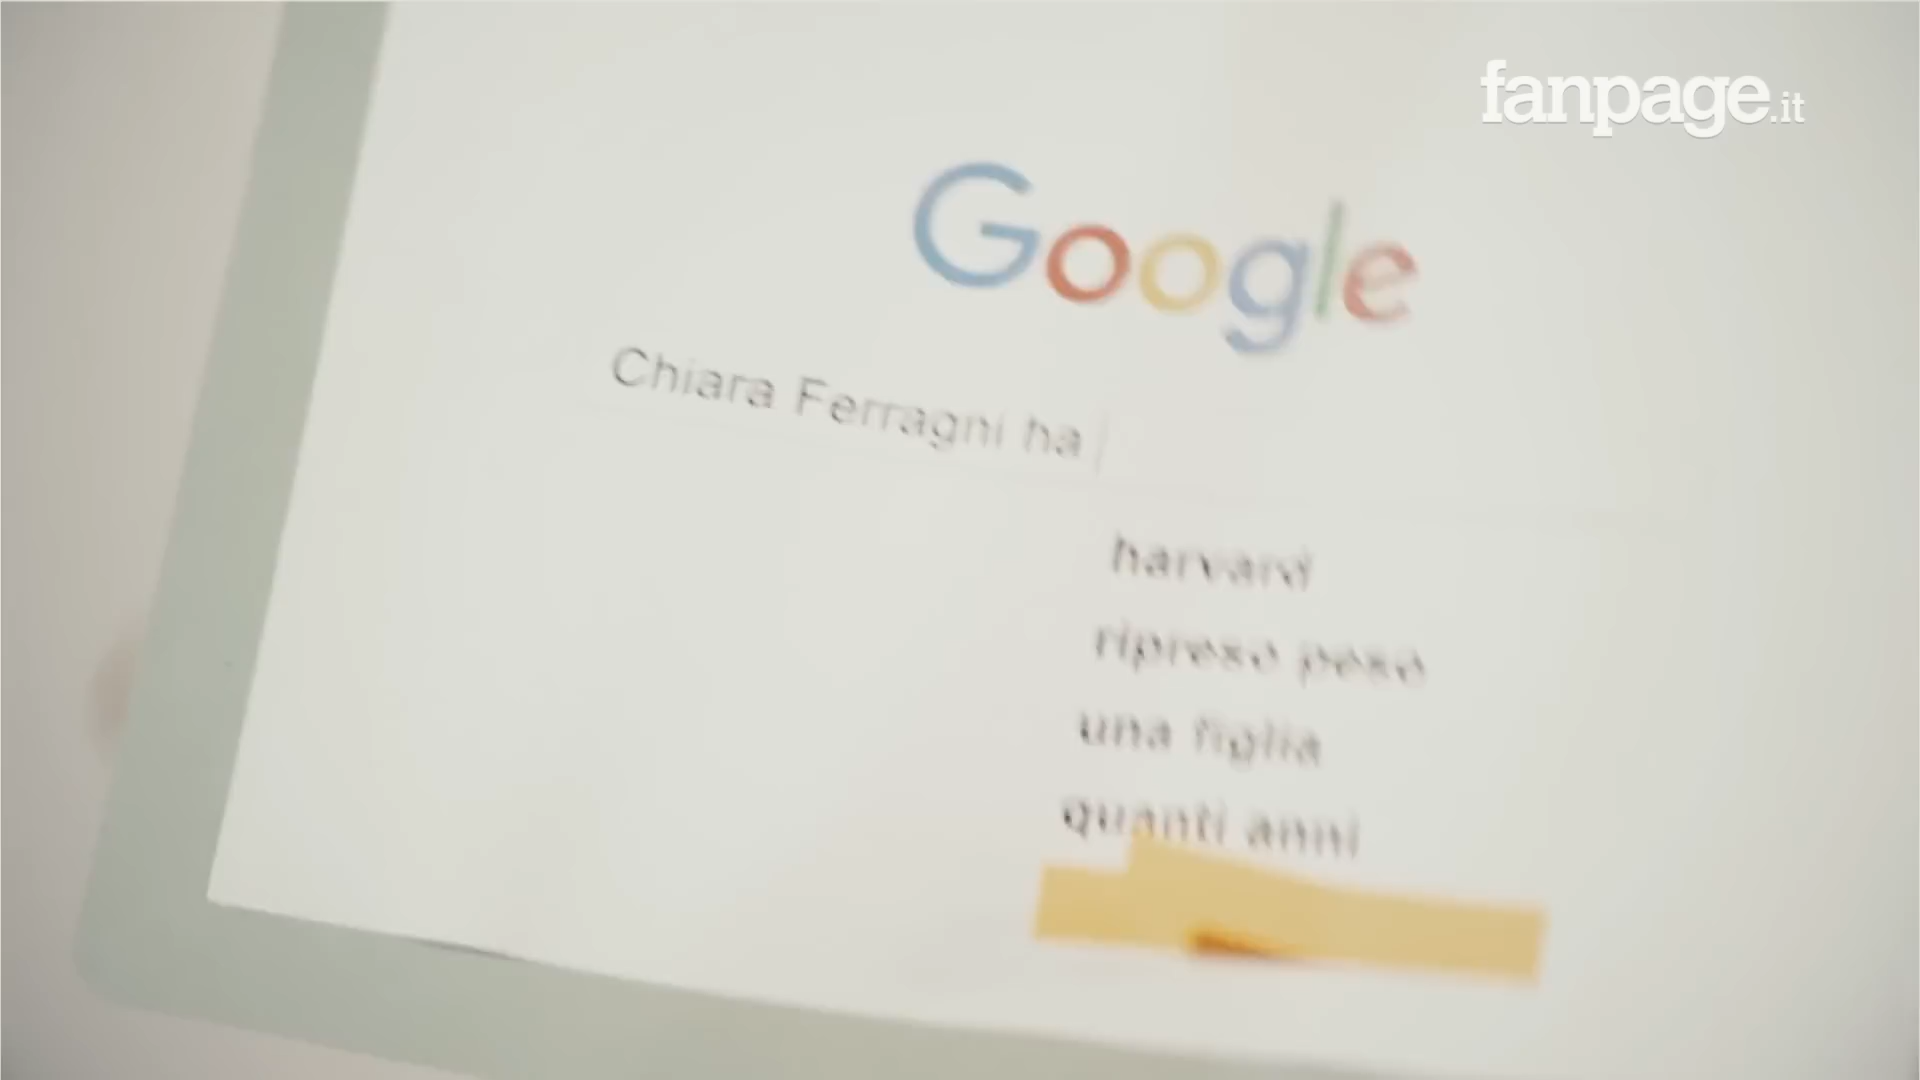 fanpage.it
Google
Chiara Ferragni ha
harvard
ripreso peso
una figlia
quanti anni